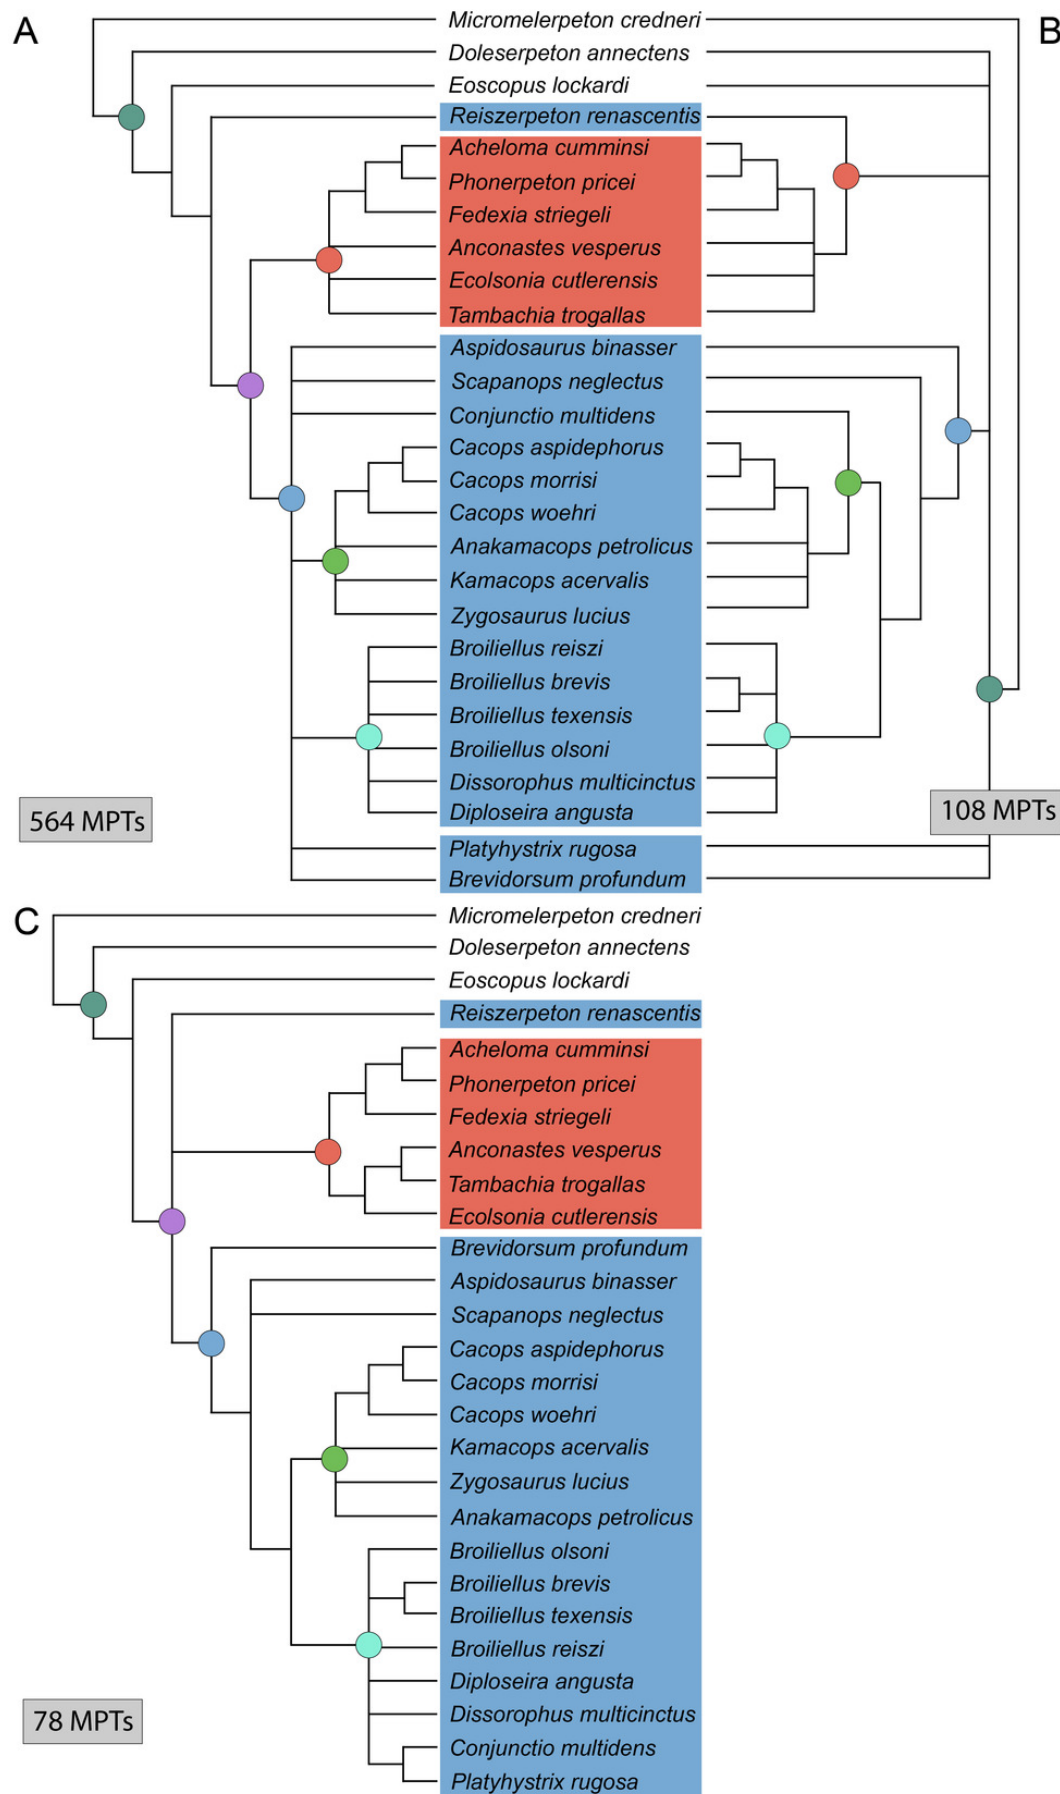 A
B
Micromelerpeton credneri
Doleserpeton annectens
Eoscopus lockardi
Reiszerpeton renascentis
Acheloma cumminsi
Phonerpeton pricei
Fedexia striegeli
Anconastes vesperus
Ecolsonia cutlerensis
Tambachia trogallas
Aspidosaurus binasser
Scapanops neglectus
Conjunctio multidens
Cacops aspidephorus
Cacops morrisi
Cacops woehri
Anakamacops petrolicus
Kamacops acervalis
Zygosaurus lucius
Broiliellus reiszi
Broiliellus brevis
Broiliellus texensis
Broiliellus olsoni
Dissorophus multicinctus
Diploseira angusta
Platyhystrix rugosa
Brevidorsum profundum
564 MPTs
108 MPTs
C
Micromelerpeton credneri
Doleserpeton annectens
Eoscopus lockardi
Reiszerpeton renascentis
Acheloma cumminsi
Phonerpeton pricei
Fedexia striegeli
Anconastes vesperus
Tambachia trogallas
Ecolsonia cutlerensis
Brevidorsum profundum
Aspidosaurus binasser
Scapanops neglectus
Cacops aspidephorus
Cacops morrisi
Cacops woehri
Kamacops acervalis
Zygosaurus lucius
Anakamacops petrolicus
Broiliellus olsoni
Broiliellus brevis
Broiliellus texensis
Broiliellus reiszi
Diploseira angusta
Dissorophus multicinctus
Conjunctio multidens
Platyhystrix rugosa
78 MPTs